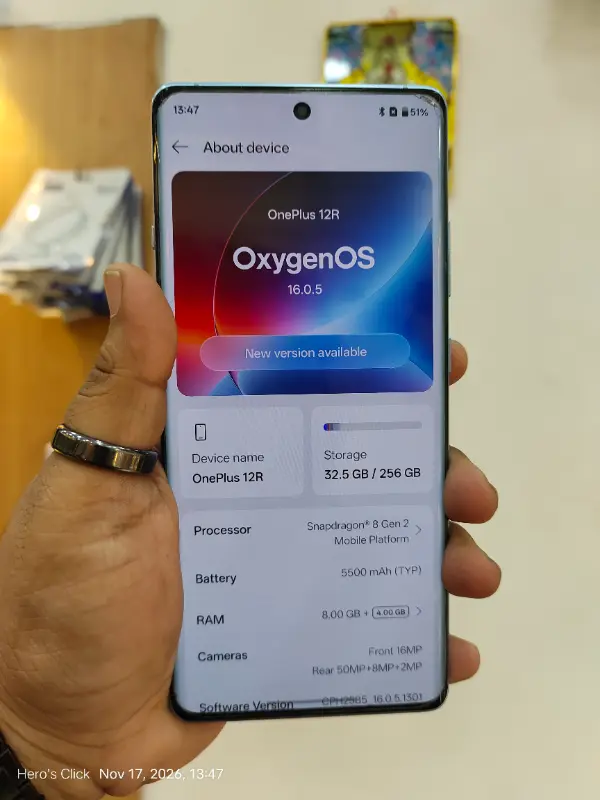 13:47
51%
About device
OnePlus 12R
OxygenOS
16.0.5
New version available
Device name
OnePlus 12R
Storage
32.5 GB / 256 GB
Processor
Snapdragon® 8 Gen 2
Mobile Platform
Battery
5500 mAh (TYP)
RAM
8.00 GB + 4.00 GB
Cameras
Front 16MP
Rear 50MP+8MP+2MP
Software Version
CPH2585_16.0.5.1301
Hero's Click Nov 17, 2026, 13:47